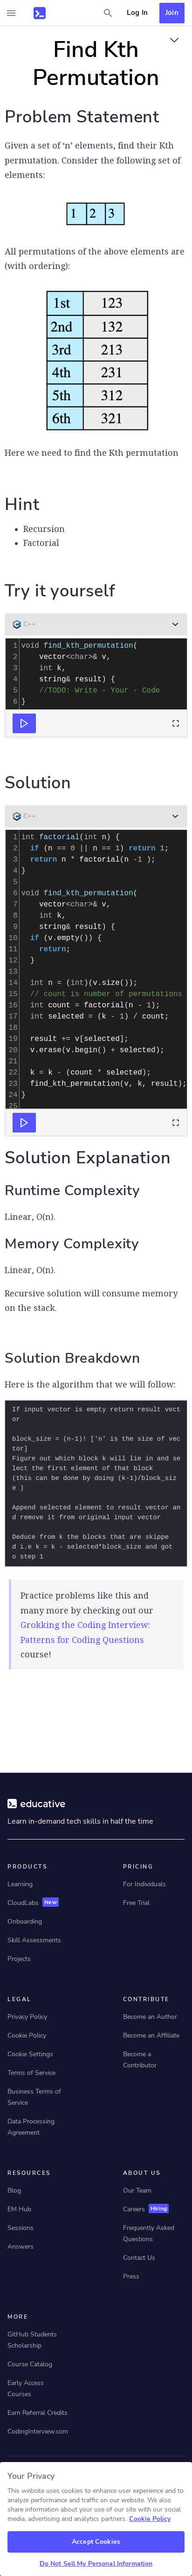 Log In
Join
Find Kth
Permutation
Problem Statement
Given a set of ‘n’ elements, find their Kth
permutation. Consider the following set of
elements:
1 2 3
All permutations of the above elements are
(with ordering):
1st 123
2nd 132
3rd 213
4th 231
5th 312
6th 321
Here we need to find the Kth permutation
Hint
• Recursion
• Factorial
Try it yourself
C++
1 void find_kth_permutation(
2 vector<char>& v,
3 int k,
4 string& result) {
5 //TODO: Write - Your - Code
6 }
Solution
C++
1 int factorial(int n) {
2 if (n == 0 || n == 1) return 1;
3 return n * factorial(n -1 );
4 }
5
6 void find_kth_permutation(
7 vector<char>& v,
8 int k,
9 string& result) {
10 if (v.empty()) {
11 return;
12 }
13
14 int n = (int)(v.size());
15 // count is number of permutations
16 int count = factorial(n - 1);
17 int selected = (k - 1) / count;
18
19 result += v[selected];
20 v.erase(v.begin() + selected);
21
22 k = k - (count * selected);
23 find_kth_permutation(v, k, result);
24 }
25
Solution Explanation
Runtime Complexity
Linear, O(n).
Memory Complexity
Linear, O(n).
Recursive solution will consume memory
on the stack.
Solution Breakdown
Here is the algorithm that we will follow:
If input vector is empty return result vect
or
block_size = (n-1)! ['n' is the size of vec
tor]
Figure out which block k will lie in and se
lect the first element of that block
(this can be done by doing (k-1)/block_siz
e )
Append selected element to result vector an
d remove it from original input vector
Deduce from k the blocks that are skippe
d i.e k = k - selected*block_size and got
o step 1
Practice problems like this and
many more by checking out our
Grokking the Coding Interview:
Patterns for Coding Questions
course!
educative
Learn in-demand tech skills in half the time
PRODUCTS
Learning
CloudLabs New
Onboarding
Skill Assessments
Projects
PRICING
For Individuals
Free Trial
LEGAL
Privacy Policy
Cookie Policy
Cookie Settings
Terms of Service
Business Terms of
Service
Data Processing
Agreement
CONTRIBUTE
Become an Author
Become an Affiliate
Become a
Contributor
RESOURCES
Blog
EM Hub
Sessions
Answers
ABOUT US
Our Team
Careers Hiring
Frequently Asked
Questions
Contact Us
Press
MORE
GitHub Students
Scholarship
Course Catalog
Early Access
Courses
Earn Referral Credits
CodingInterview.com
Your Privacy
This website uses cookies to enhance user experience and to
analyze performance and traffic on our website. We also
share information about your use of our site with our social
media, advertising and analytics partners. Cookie Policy
Accept Cookies
Do Not Sell My Personal Information